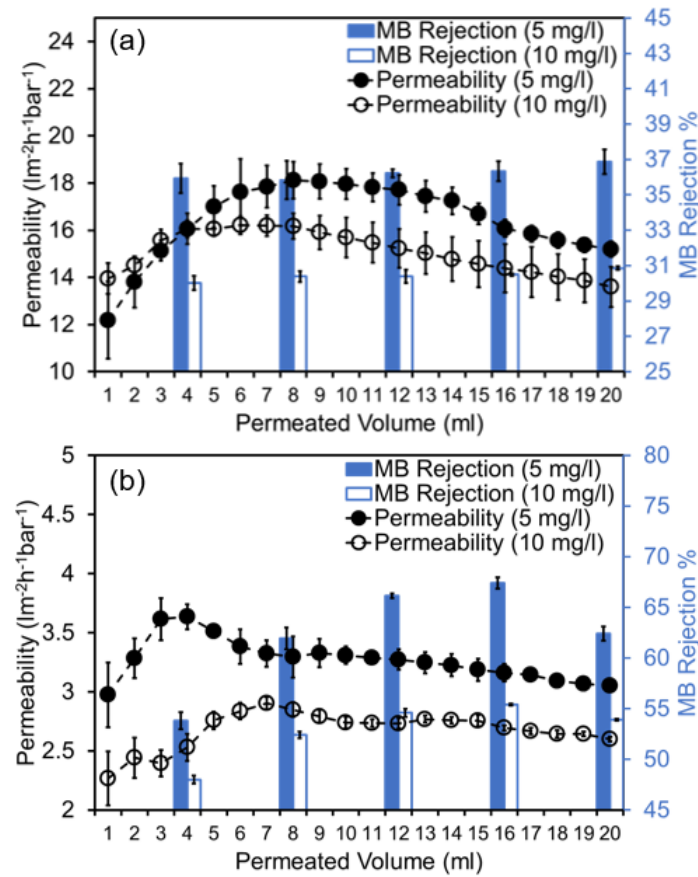 (a)
MB Rejection (5 mg/l)
MB Rejection (10 mg/l)
Permeability (5 mg/l)
Permeability (10 mg/l)
Permeability (lm⁻²h⁻¹bar⁻¹)
24
22
20
18
16
14
12
10
45
43
41
39
37
35
33
31
29
27
25
MB Rejection %
1 2 3 4 5 6 7 8 9 10 11 12 13 14 15 16 17 18 19 20
Permeated Volume (ml)
(b)
MB Rejection (5 mg/l)
MB Rejection (10 mg/l)
Permeability (5 mg/l)
Permeability (10 mg/l)
Permeability (lm⁻²h⁻¹bar⁻¹)
5
4.5
4
3.5
3
2.5
2
80
75
70
65
60
55
50
45
MB Rejection %
1 2 3 4 5 6 7 8 9 10 11 12 13 14 15 16 17 18 19 20
Permeated Volume (ml)